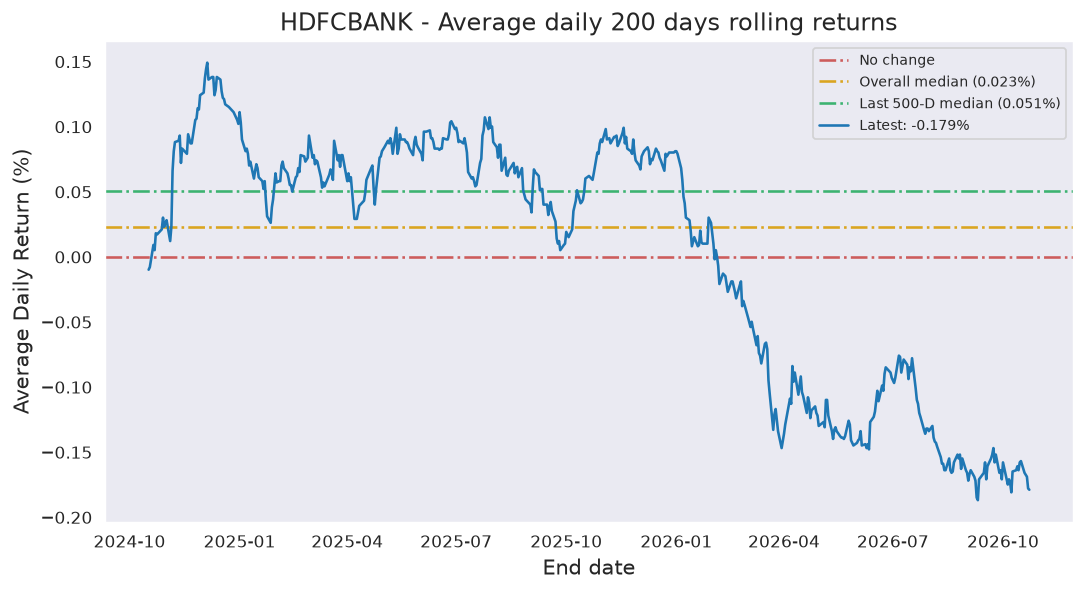 HDFCBANK - Average daily 200 days rolling returns
No change
Overall median (0.023%)
Last 500-D median (0.051%)
Latest: -0.179%
Average Daily Return (%)
0.15
0.10
0.05
0.00
−0.05
−0.10
−0.15
−0.20
2024-10 2025-01 2025-04 2025-07 2025-10 2026-01 2026-04 2026-07 2026-10
End date